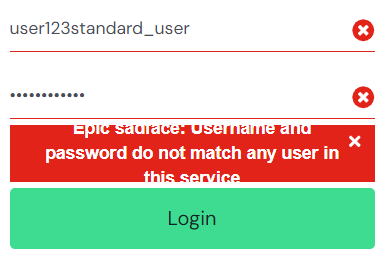 user123standard_user
••••••••••••
Epic sadface: Username and
password do not match any user in
this service
Login